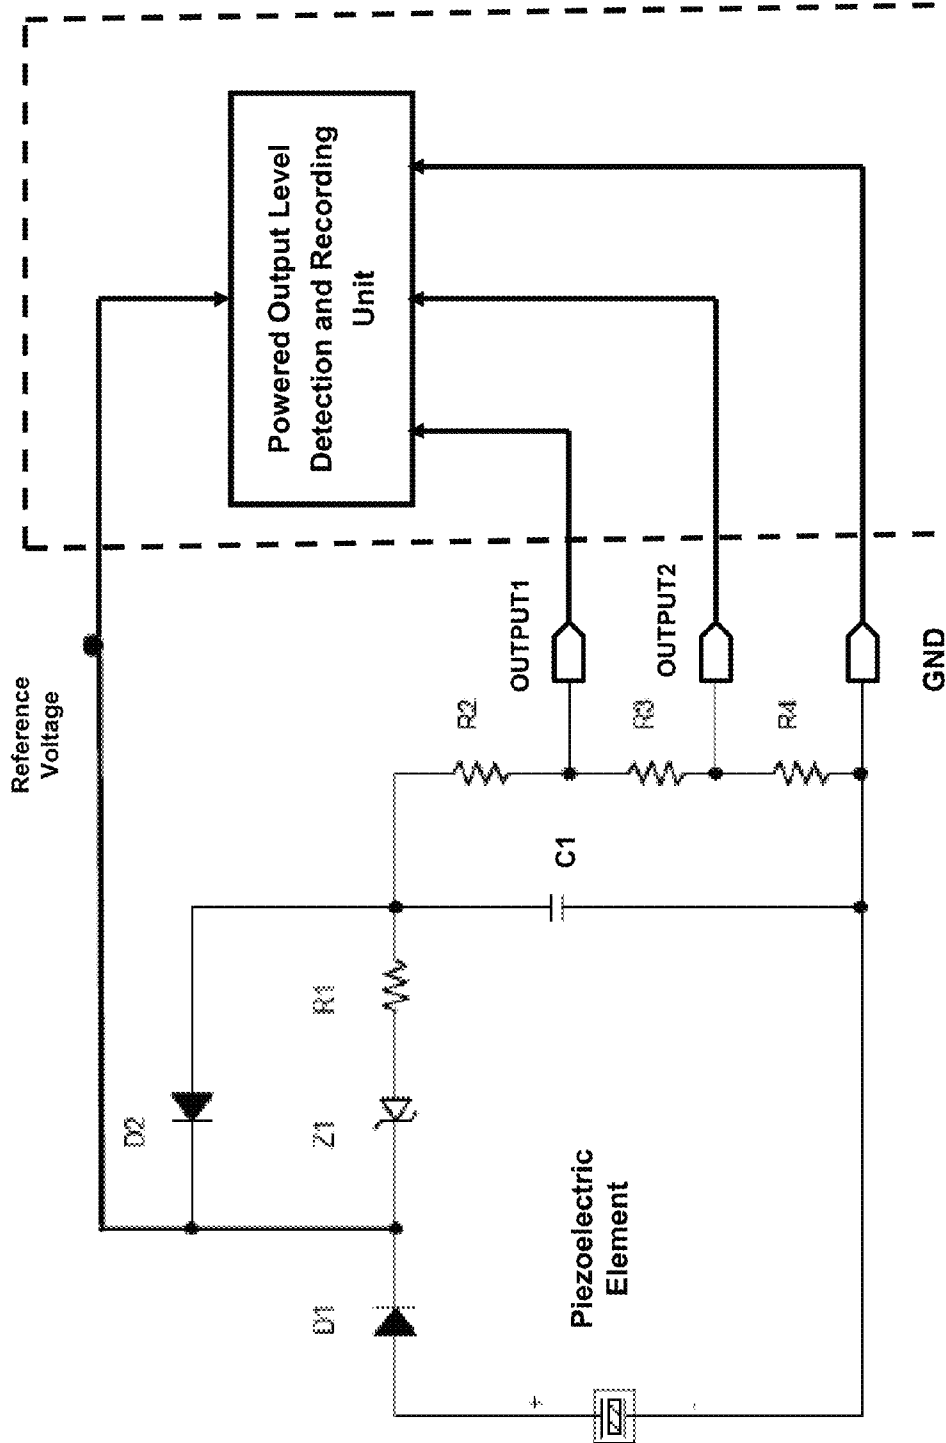 Powered Output Level
Detection and Recording
Unit
Reference
Voltage
OUTPUT1
OUTPUT2
GND
R2
R3
R4
C1
D2
R1
Z1
D1
Piezoelectric
Element
+
-